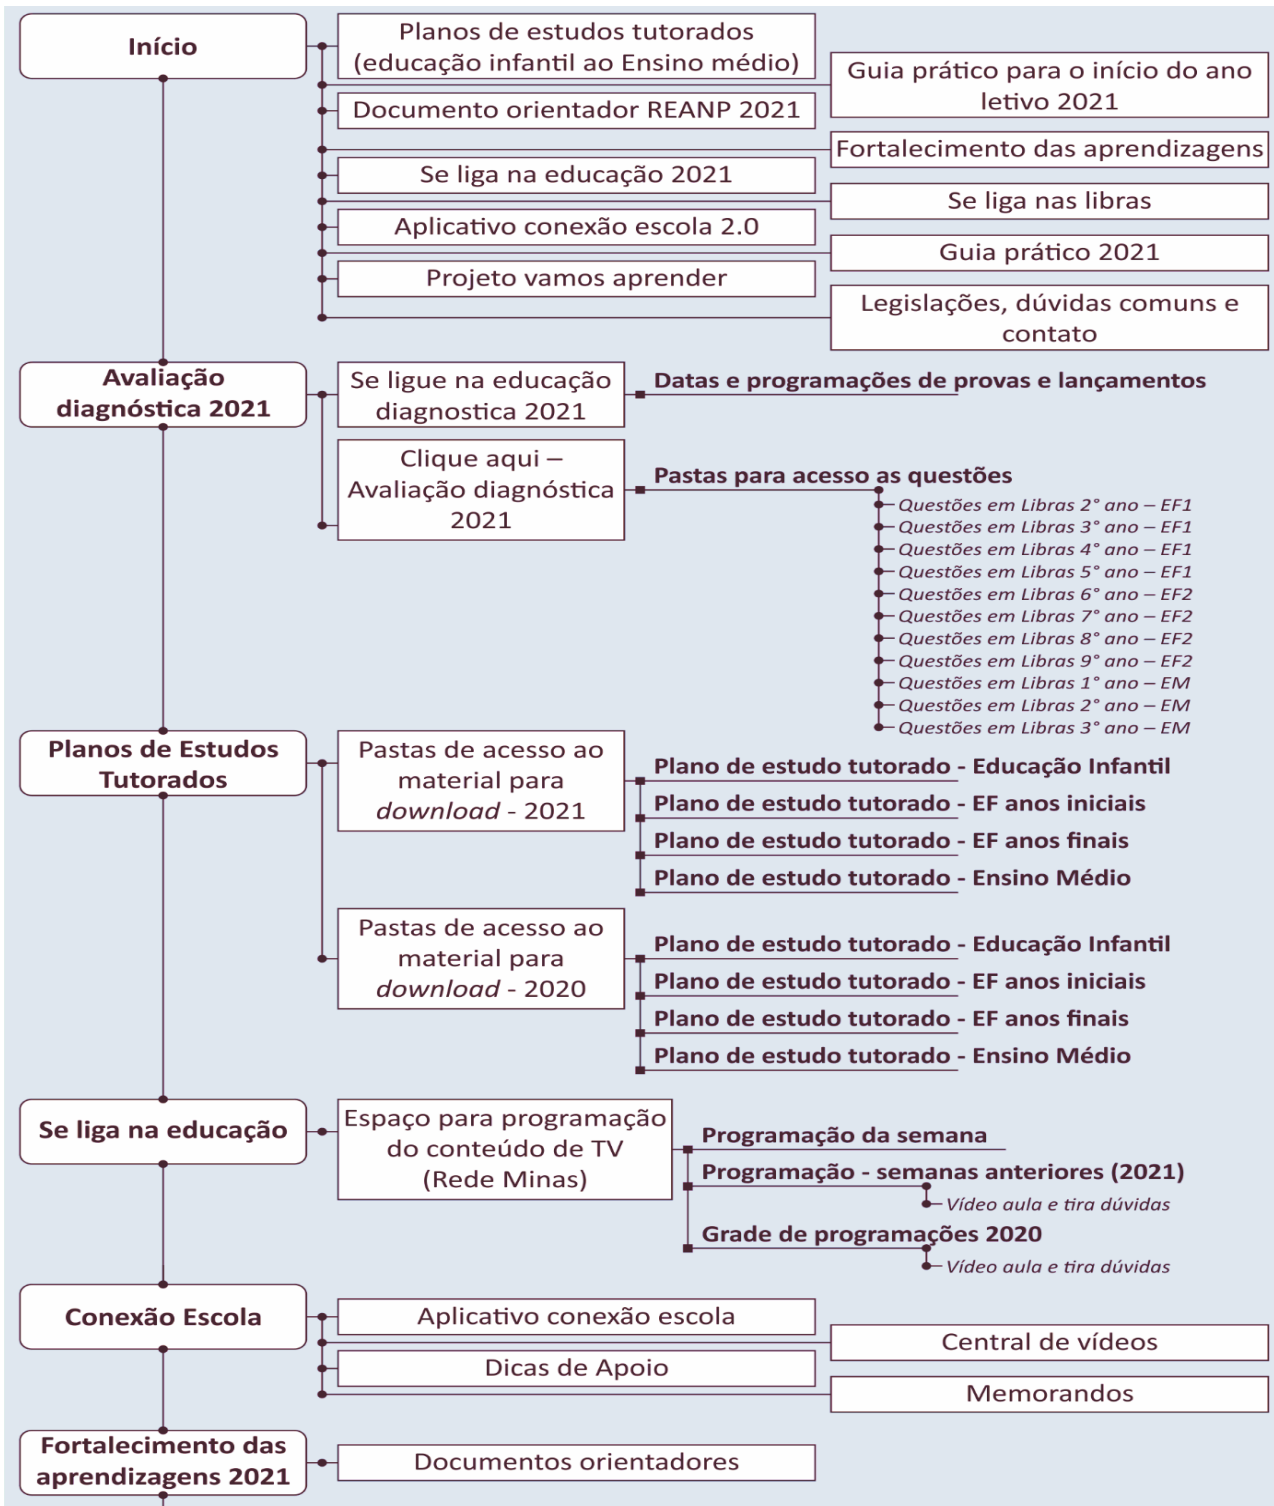 Início
Planos de estudos tutorados
(educação infantil ao Ensino médio)
Guia prático para o início do ano
letivo 2021
Documento orientador REANP 2021
Fortalecimento das aprendizagens
Se liga na educação 2021
Se liga nas libras
Aplicativo conexão escola 2.0
Guia prático 2021
Projeto vamos aprender
Legislações, dúvidas comuns e
contato
Avaliação
diagnóstica 2021
Se ligue na educação
diagnostica 2021
Datas e programações de provas e lançamentos
Clique aqui –
Avaliação diagnóstica
2021
Pastas para acesso as questões
Questões em Libras 2° ano – EF1
Questões em Libras 3° ano – EF1
Questões em Libras 4° ano – EF1
Questões em Libras 5° ano – EF1
Questões em Libras 6° ano – EF2
Questões em Libras 7° ano – EF2
Questões em Libras 8° ano – EF2
Questões em Libras 9° ano – EF2
Questões em Libras 1° ano – EM
Questões em Libras 2° ano – EM
Questões em Libras 3° ano – EM
Planos de Estudos
Tutorados
Pastas de acesso ao
material para
download - 2021
Plano de estudo tutorado - Educação Infantil
Plano de estudo tutorado - EF anos iniciais
Plano de estudo tutorado - EF anos finais
Plano de estudo tutorado - Ensino Médio
Pastas de acesso ao
material para
download - 2020
Plano de estudo tutorado - Educação Infantil
Plano de estudo tutorado - EF anos iniciais
Plano de estudo tutorado - EF anos finais
Plano de estudo tutorado - Ensino Médio
Se liga na educação
Espaço para programação
do conteúdo de TV
(Rede Minas)
Programação da semana
Programação - semanas anteriores (2021)
Vídeo aula e tira dúvidas
Grade de programações 2020
Vídeo aula e tira dúvidas
Conexão Escola
Aplicativo conexão escola
Central de vídeos
Dicas de Apoio
Memorandos
Fortalecimento das
aprendizagens 2021
Documentos orientadores